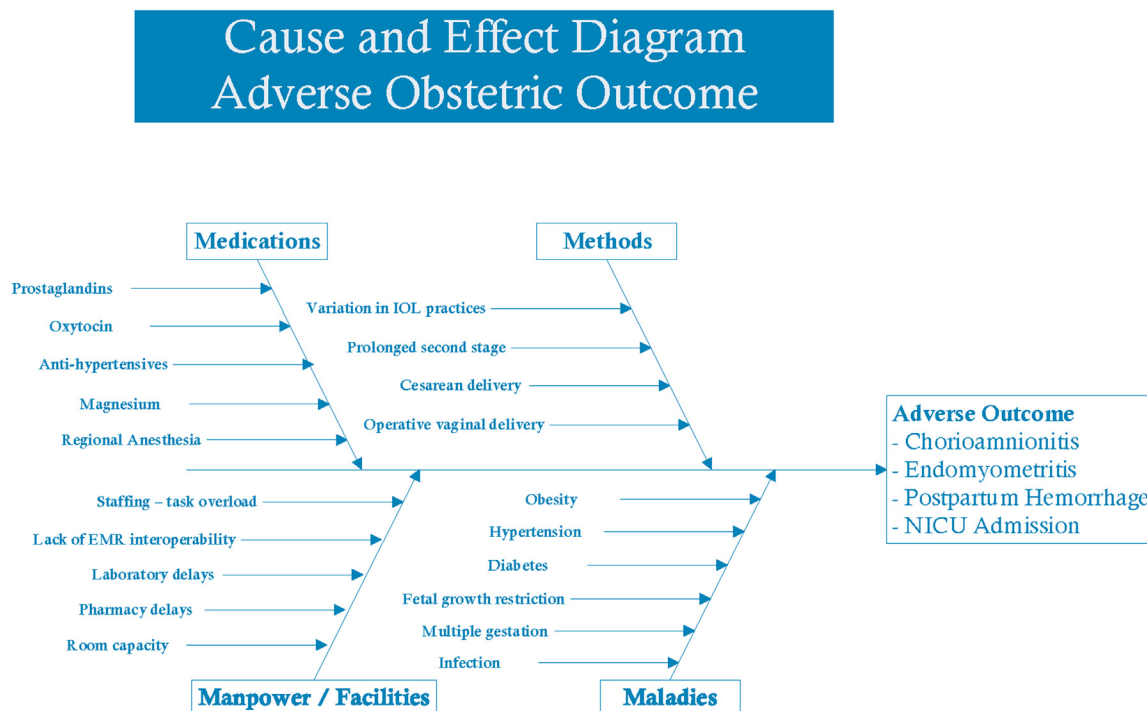 Cause and Effect Diagram
Adverse Obstetric Outcome
Medications
Methods
Prostaglandins
Oxytocin
Anti-hypertensives
Magnesium
Regional Anesthesia
Variation in IOL practices
Prolonged second stage
Cesarean delivery
Operative vaginal delivery
Adverse Outcome
- Chorioamnionitis
- Endomyometritis
- Postpartum Hemorrhage
- NICU Admission
Staffing – task overload
Lack of EMR interoperability
Laboratory delays
Pharmacy delays
Room capacity
Obesity
Hypertension
Diabetes
Fetal growth restriction
Multiple gestation
Infection
Manpower / Facilities
Maladies